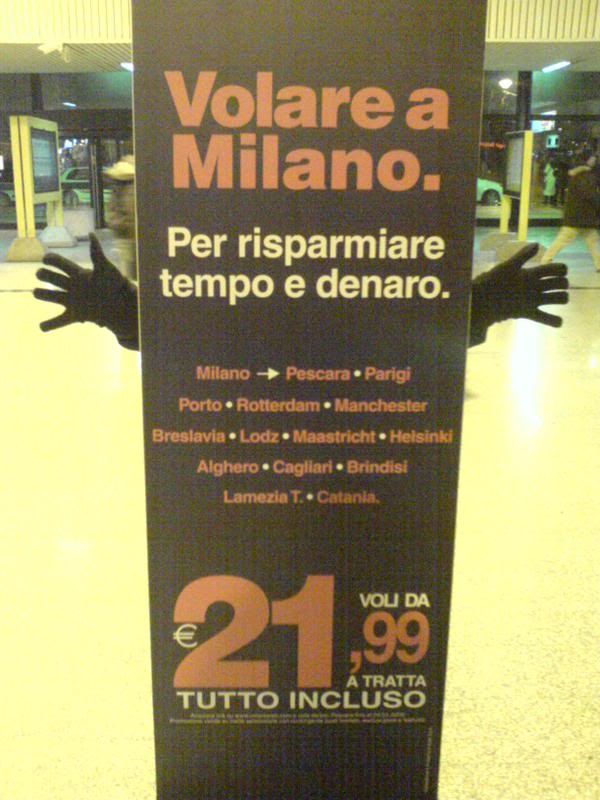 Volare a
Milano.
Per risparmiare
tempo e denaro.
Milano → Pescara • Parigi
Porto • Rotterdam • Manchester
Breslavia • Lodz • Maastricht • Helsinki
Alghero • Cagliari • Brindisi
Lamezia T. • Catania.
VOLI DA
€21,99
A TRATTA
TUTTO INCLUSO